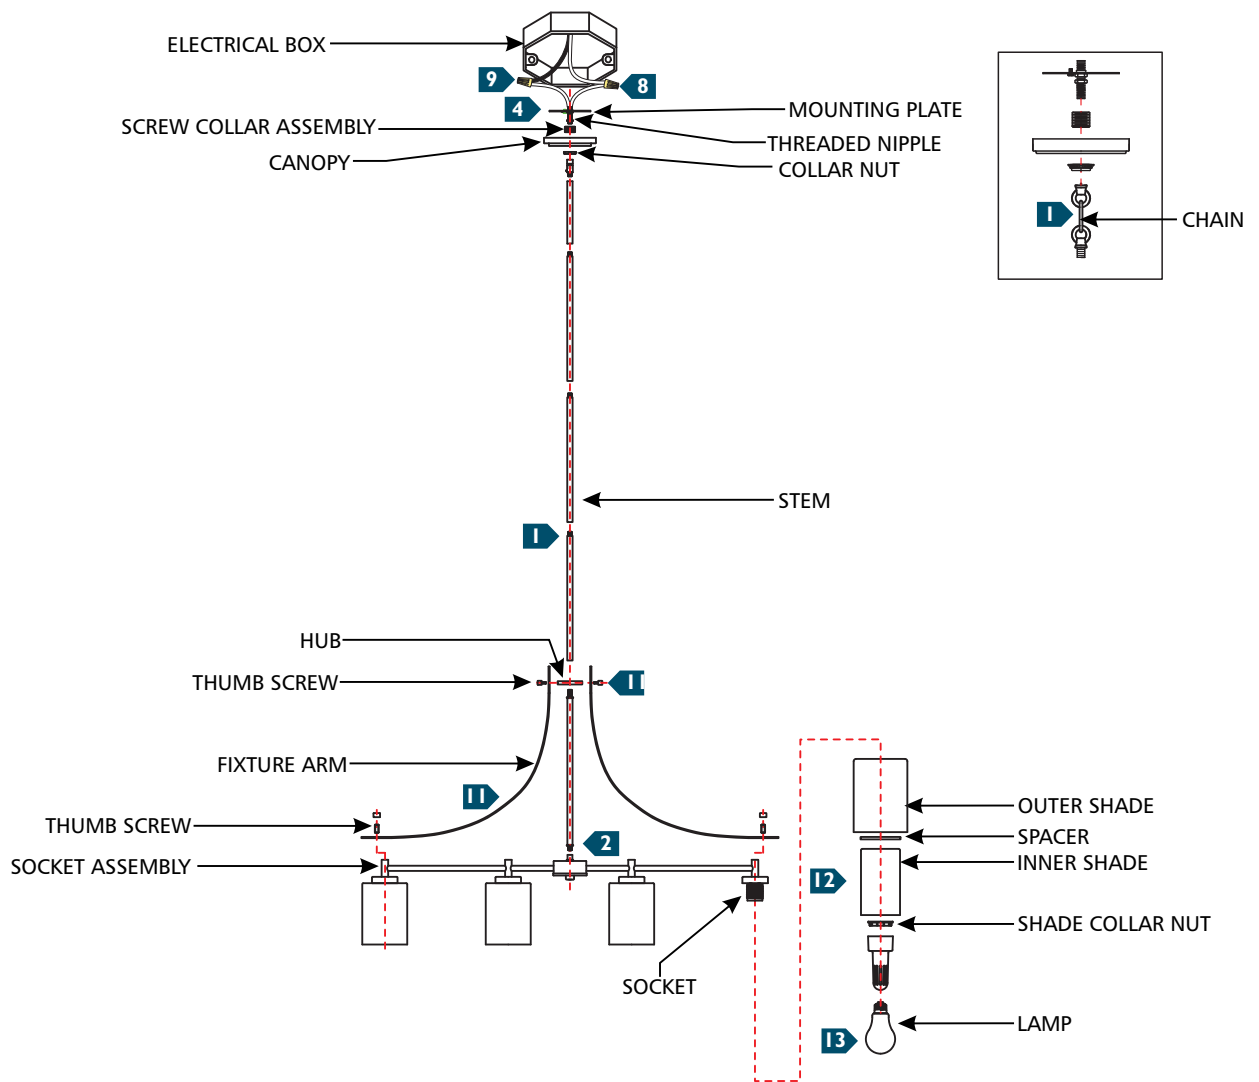 ELECTRICAL BOX
9
8
4
MOUNTING PLATE
SCREW COLLAR ASSEMBLY
THREADED NIPPLE
CANOPY
COLLAR NUT
1
CHAIN
STEM
1
HUB
THUMB SCREW
11
FIXTURE ARM
11
OUTER SHADE
THUMB SCREW
SPACER
2
SOCKET ASSEMBLY
INNER SHADE
12
SHADE COLLAR NUT
SOCKET
LAMP
13